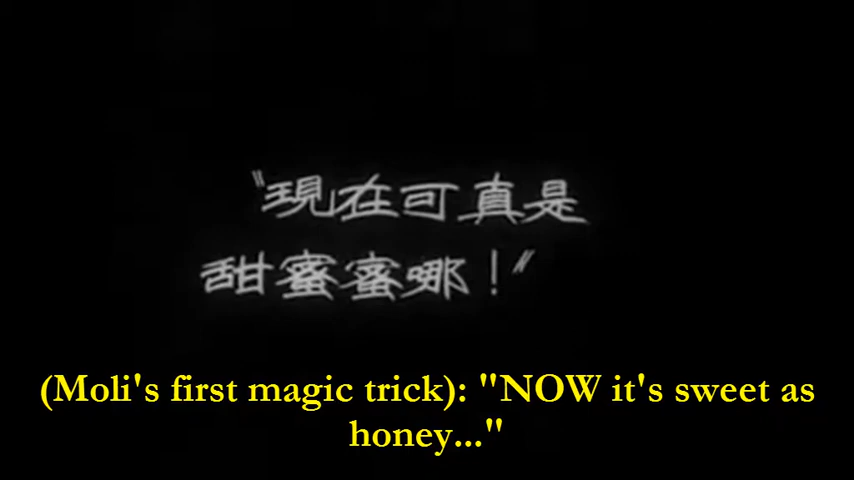 "現在可真是
甜蜜蜜哪！"
(Moli's first magic trick): "NOW it's sweet as
honey..."